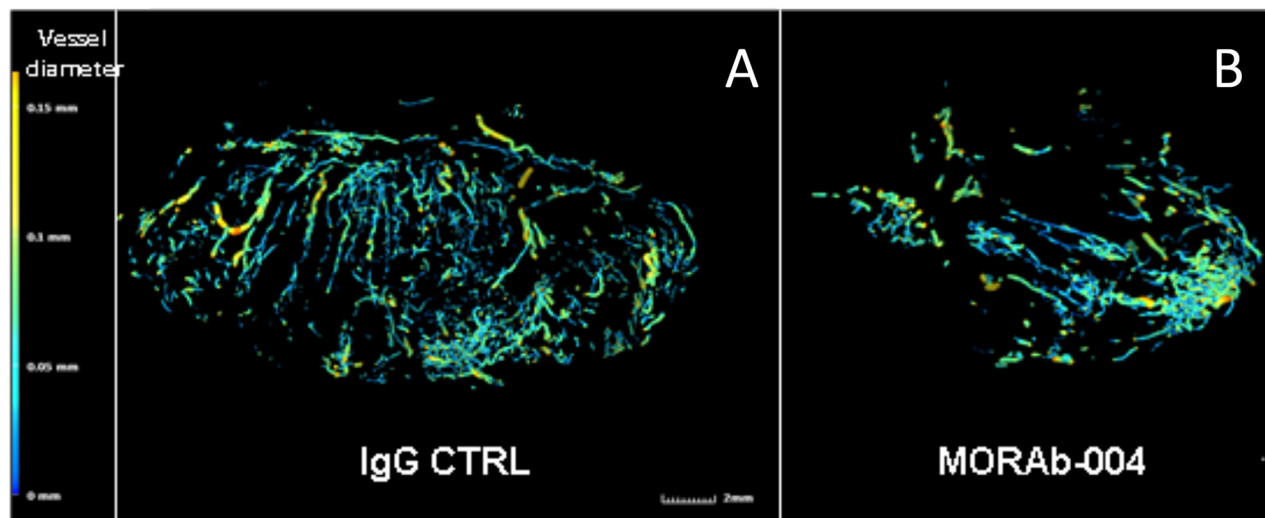 Vessel
diameter
0.15 mm
0.1 mm
0.05 mm
0 mm
A
B
IgG CTRL
MORAb-004
2mm